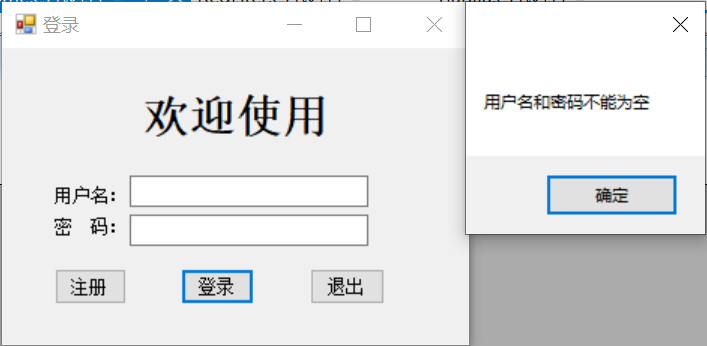 登录
欢迎使用
用户名：
密 码：
注册 登录 退出
用户名和密码不能为空
确定